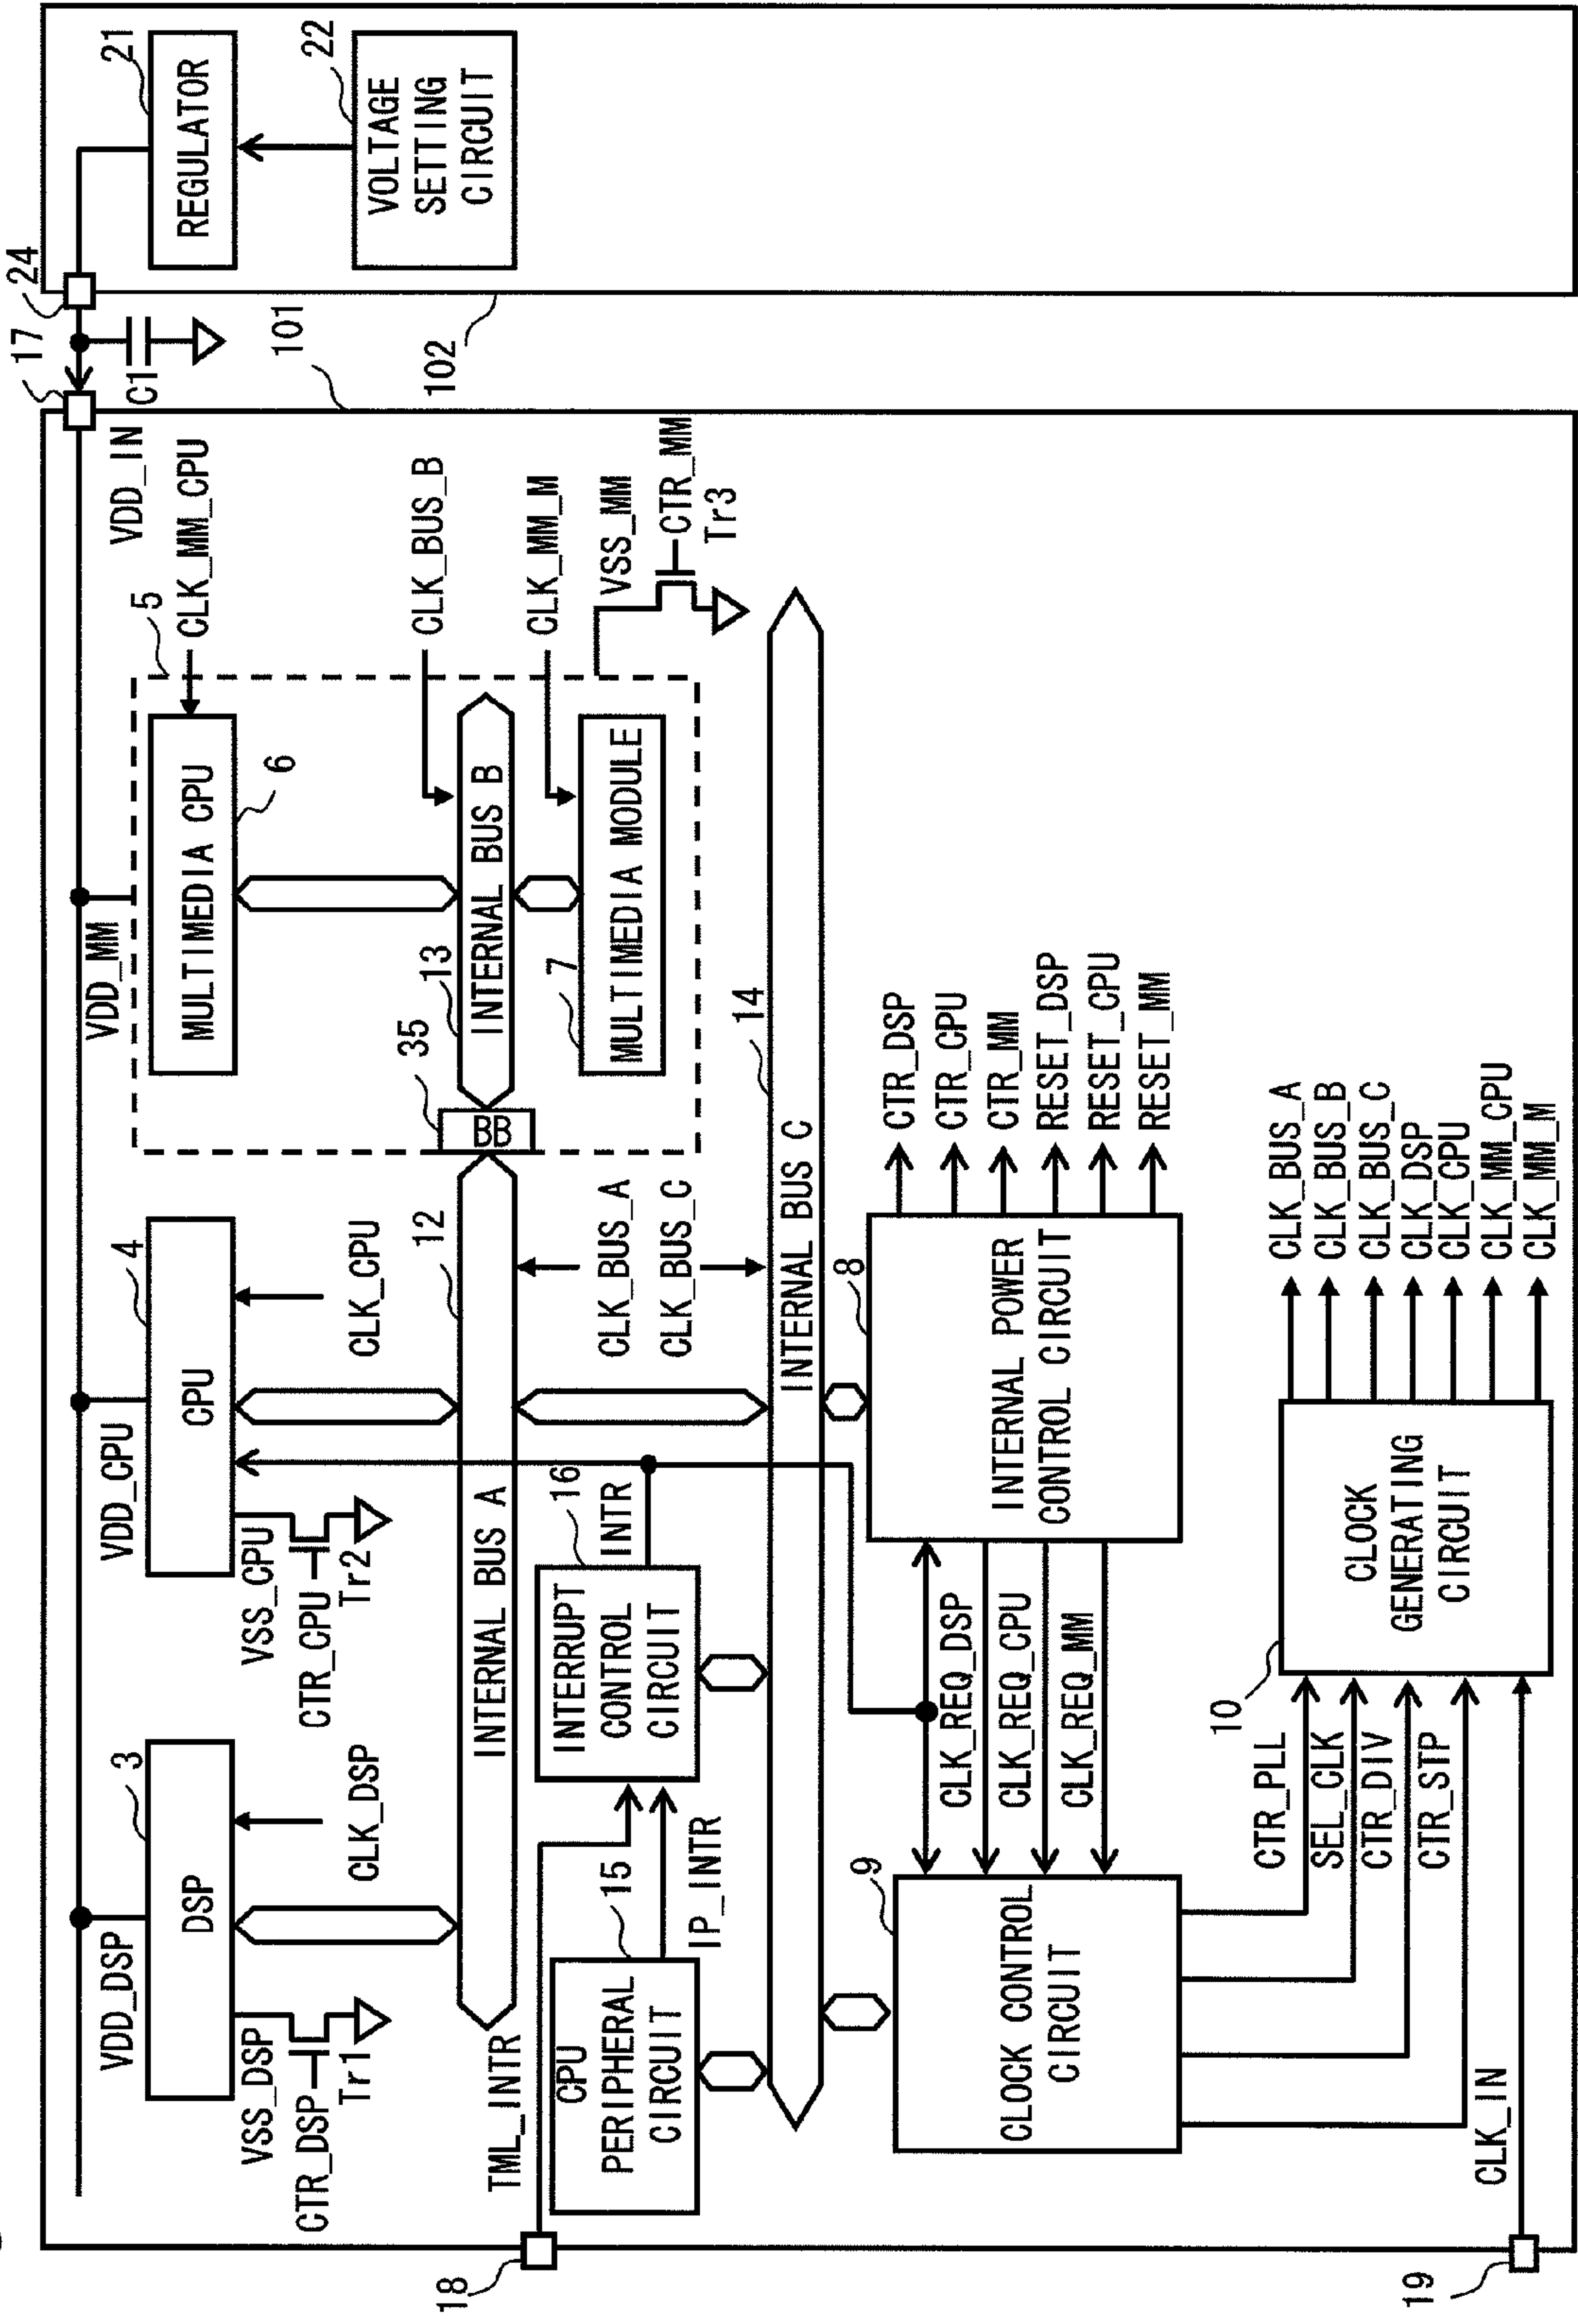 24
17
21
REGULATOR
22
VOLTAGE
SETTING
CIRCUIT
C1
101
102
VDD_IN
VDD_DSP
VDD_CPU
VDD_MM
3
DSP
4
CPU
5
MULTIMEDIA CPU
6
CLK_MM_CPU
VSS_DSP
CTR_DSP
Tr1
CLK_DSP
VSS_CPU
CTR_CPU
Tr2
CLK_CPU
12
INTERNAL BUS A
35
BB
13
INTERNAL BUS B
CLK_BUS_B
CLK_MM_M
7
MULTIMEDIA MODULE
VSS_MM
CTR_MM
Tr3
CLK_BUS_A
CLK_BUS_C
18
TML_INTR
CPU
PERIPHERAL
CIRCUIT
15
IP_INTR
INTERRUPT
CONTROL
CIRCUIT
16
INTR
14
INTERNAL BUS C
9
CLOCK CONTROL
CIRCUIT
CLK_REQ_DSP
CLK_REQ_CPU
CLK_REQ_MM
8
INTERNAL POWER
CONTROL CIRCUIT
CTR_DSP
CTR_CPU
CTR_MM
RESET_DSP
RESET_CPU
RESET_MM
CTR_PLL
SEL_CLK
CTR_DIV
CTR_STP
10
CLOCK
GENERATING
CIRCUIT
CLK_BUS_A
CLK_BUS_B
CLK_BUS_C
CLK_DSP
CLK_CPU
CLK_MM_CPU
CLK_MM_M
19
CLK_IN